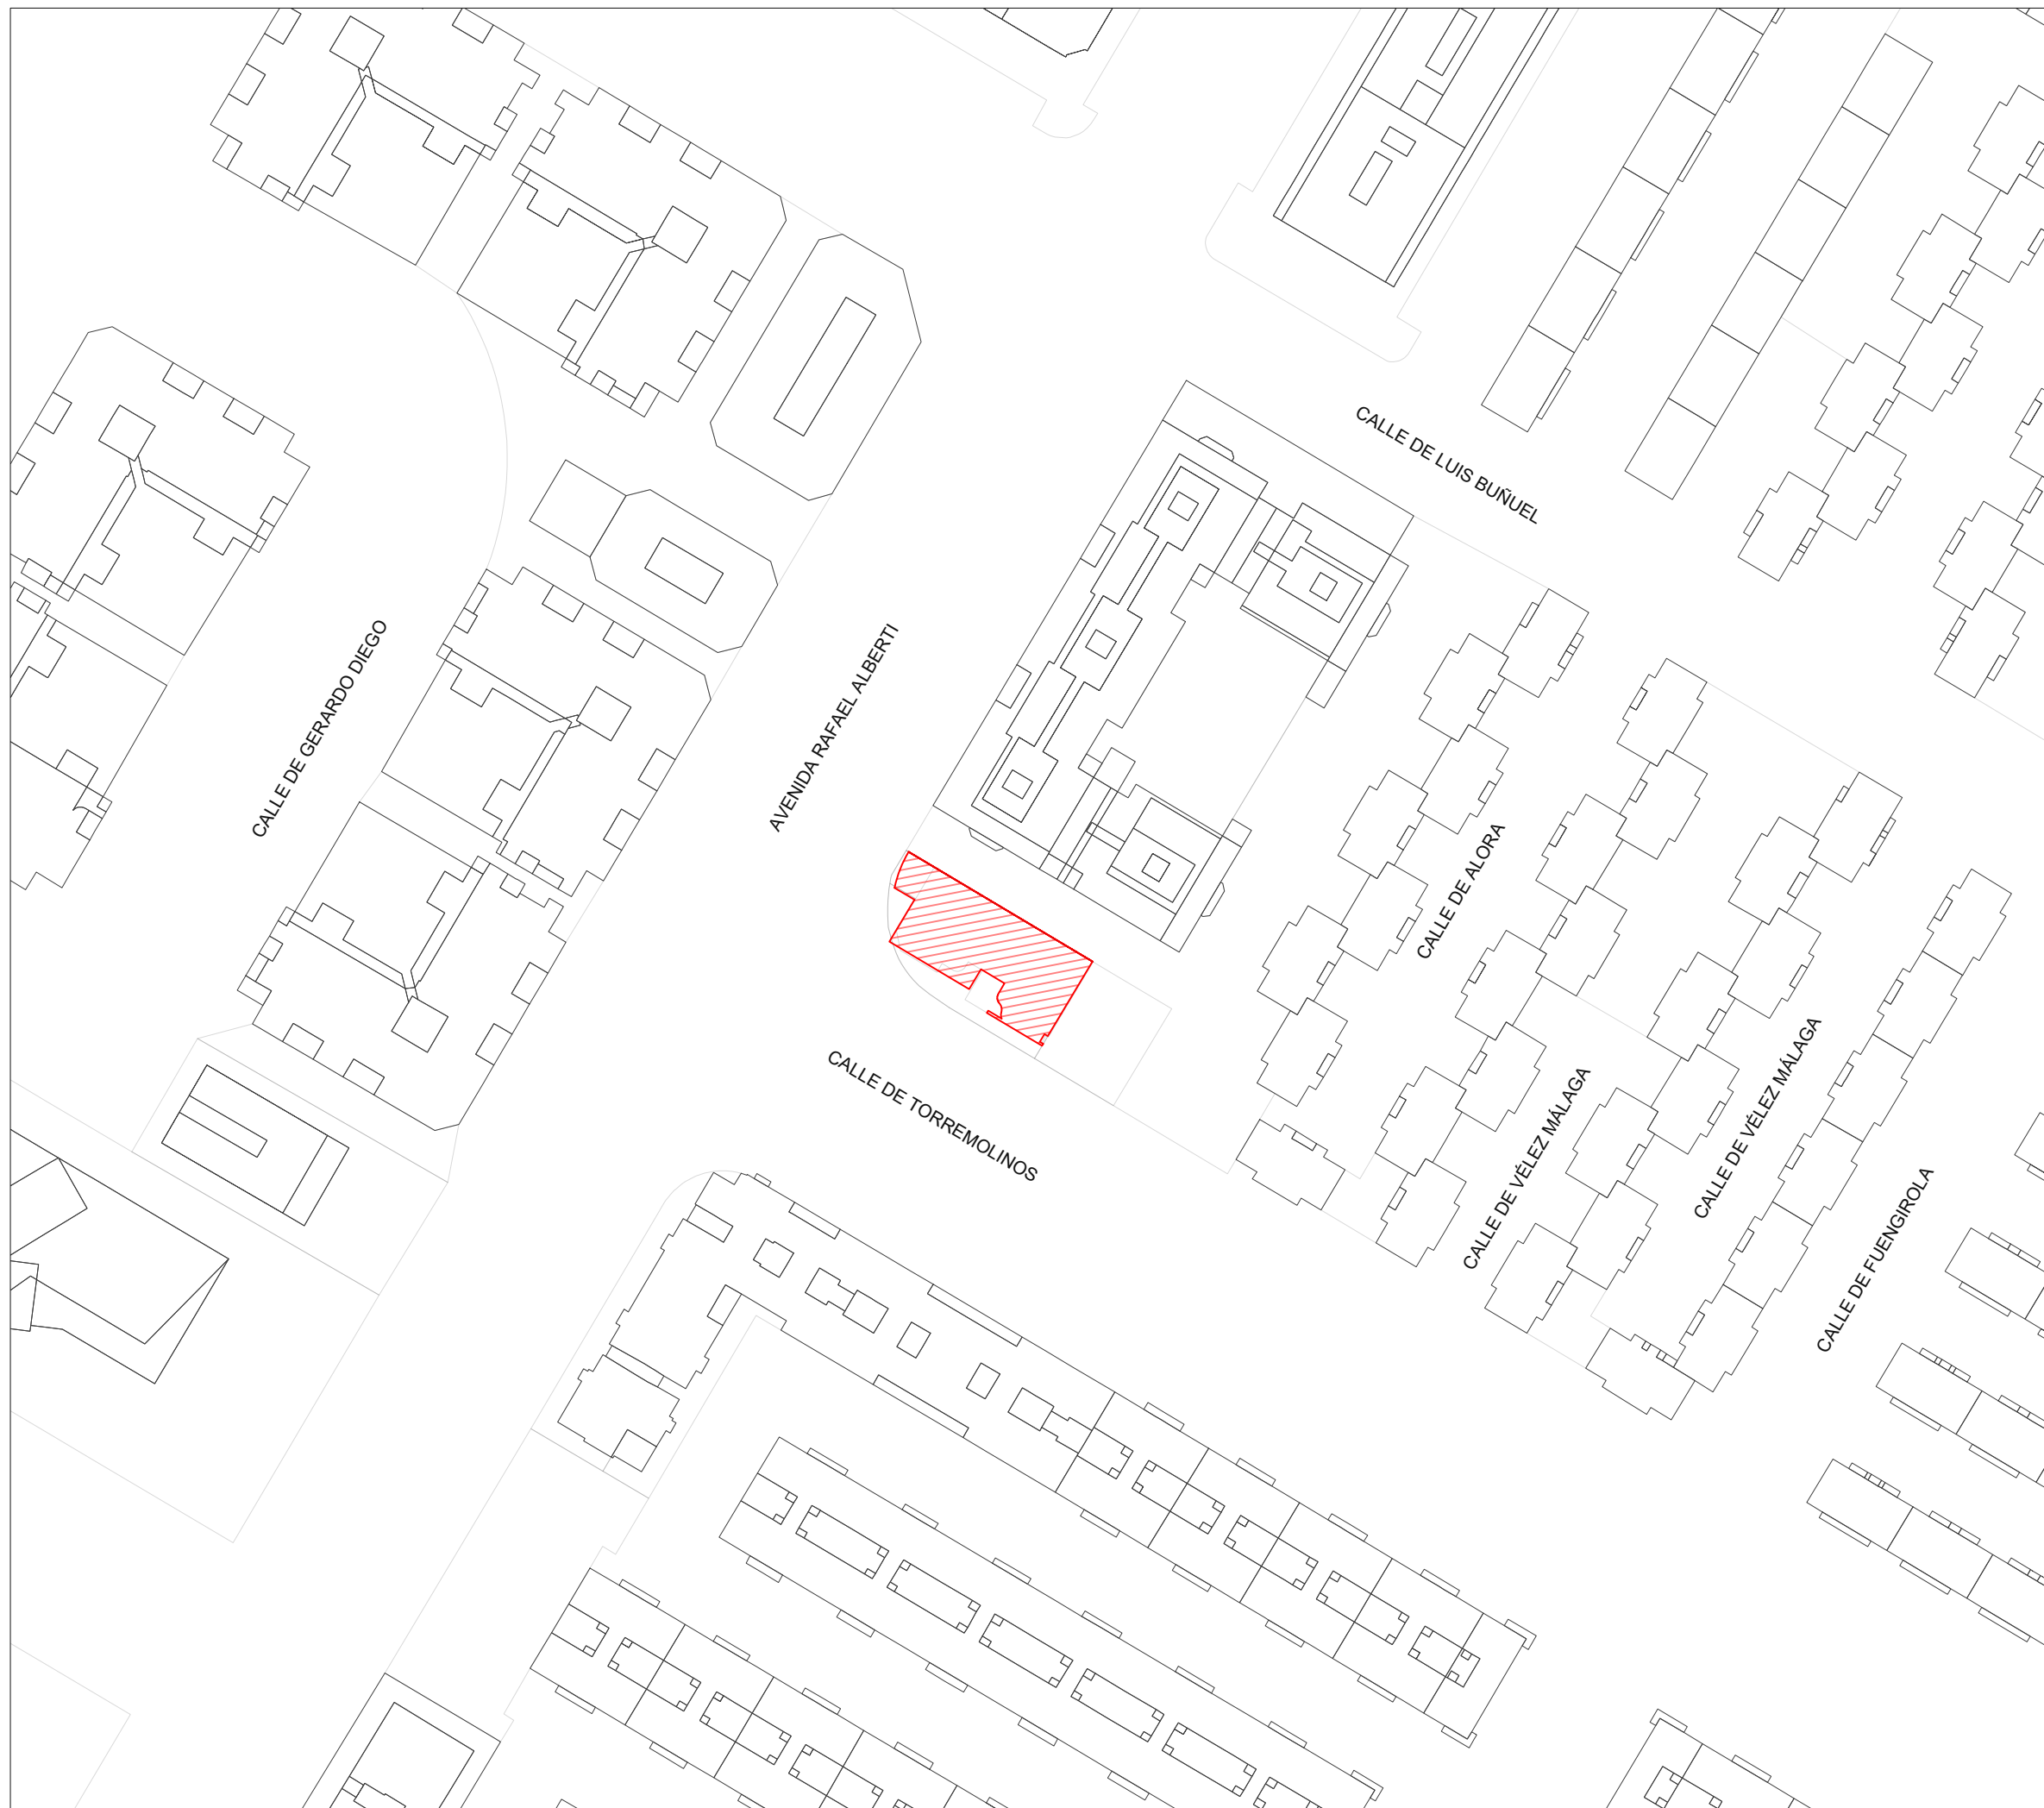 CALLE DE LUIS BUÑUEL
CALLE DE GERARDO DIEGO
AVENIDA RAFAEL ALBERTI
CALLE DE ALORA
CALLE DE TORREMOLINOS
CALLE DE VÉLEZ MÁLAGA
CALLE DE VÉLEZ MÁLAGA
CALLE DE FUENGIROLA